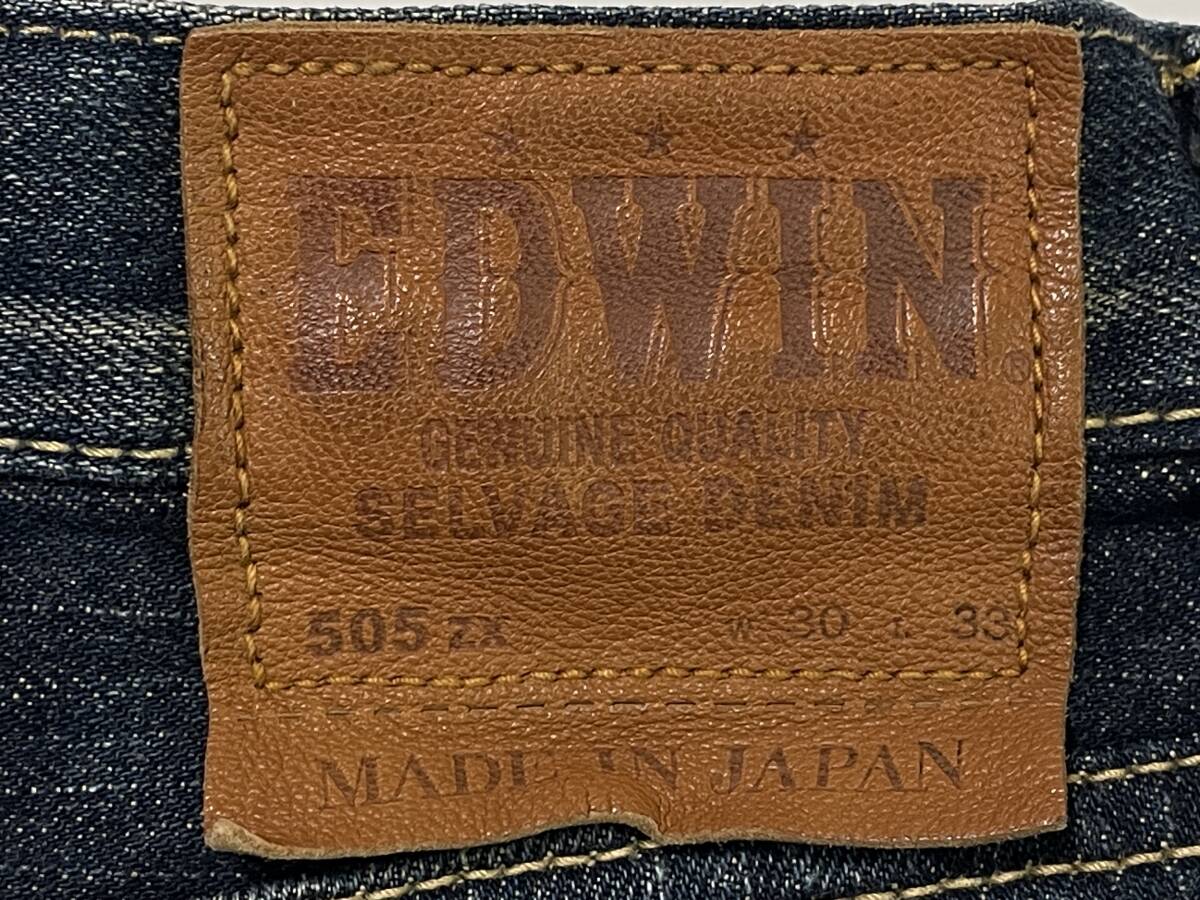 EDWIN®
GENUINE QUALITY
SELVAGE DENIM
505 ZX W 30 L 33
MADE IN JAPAN